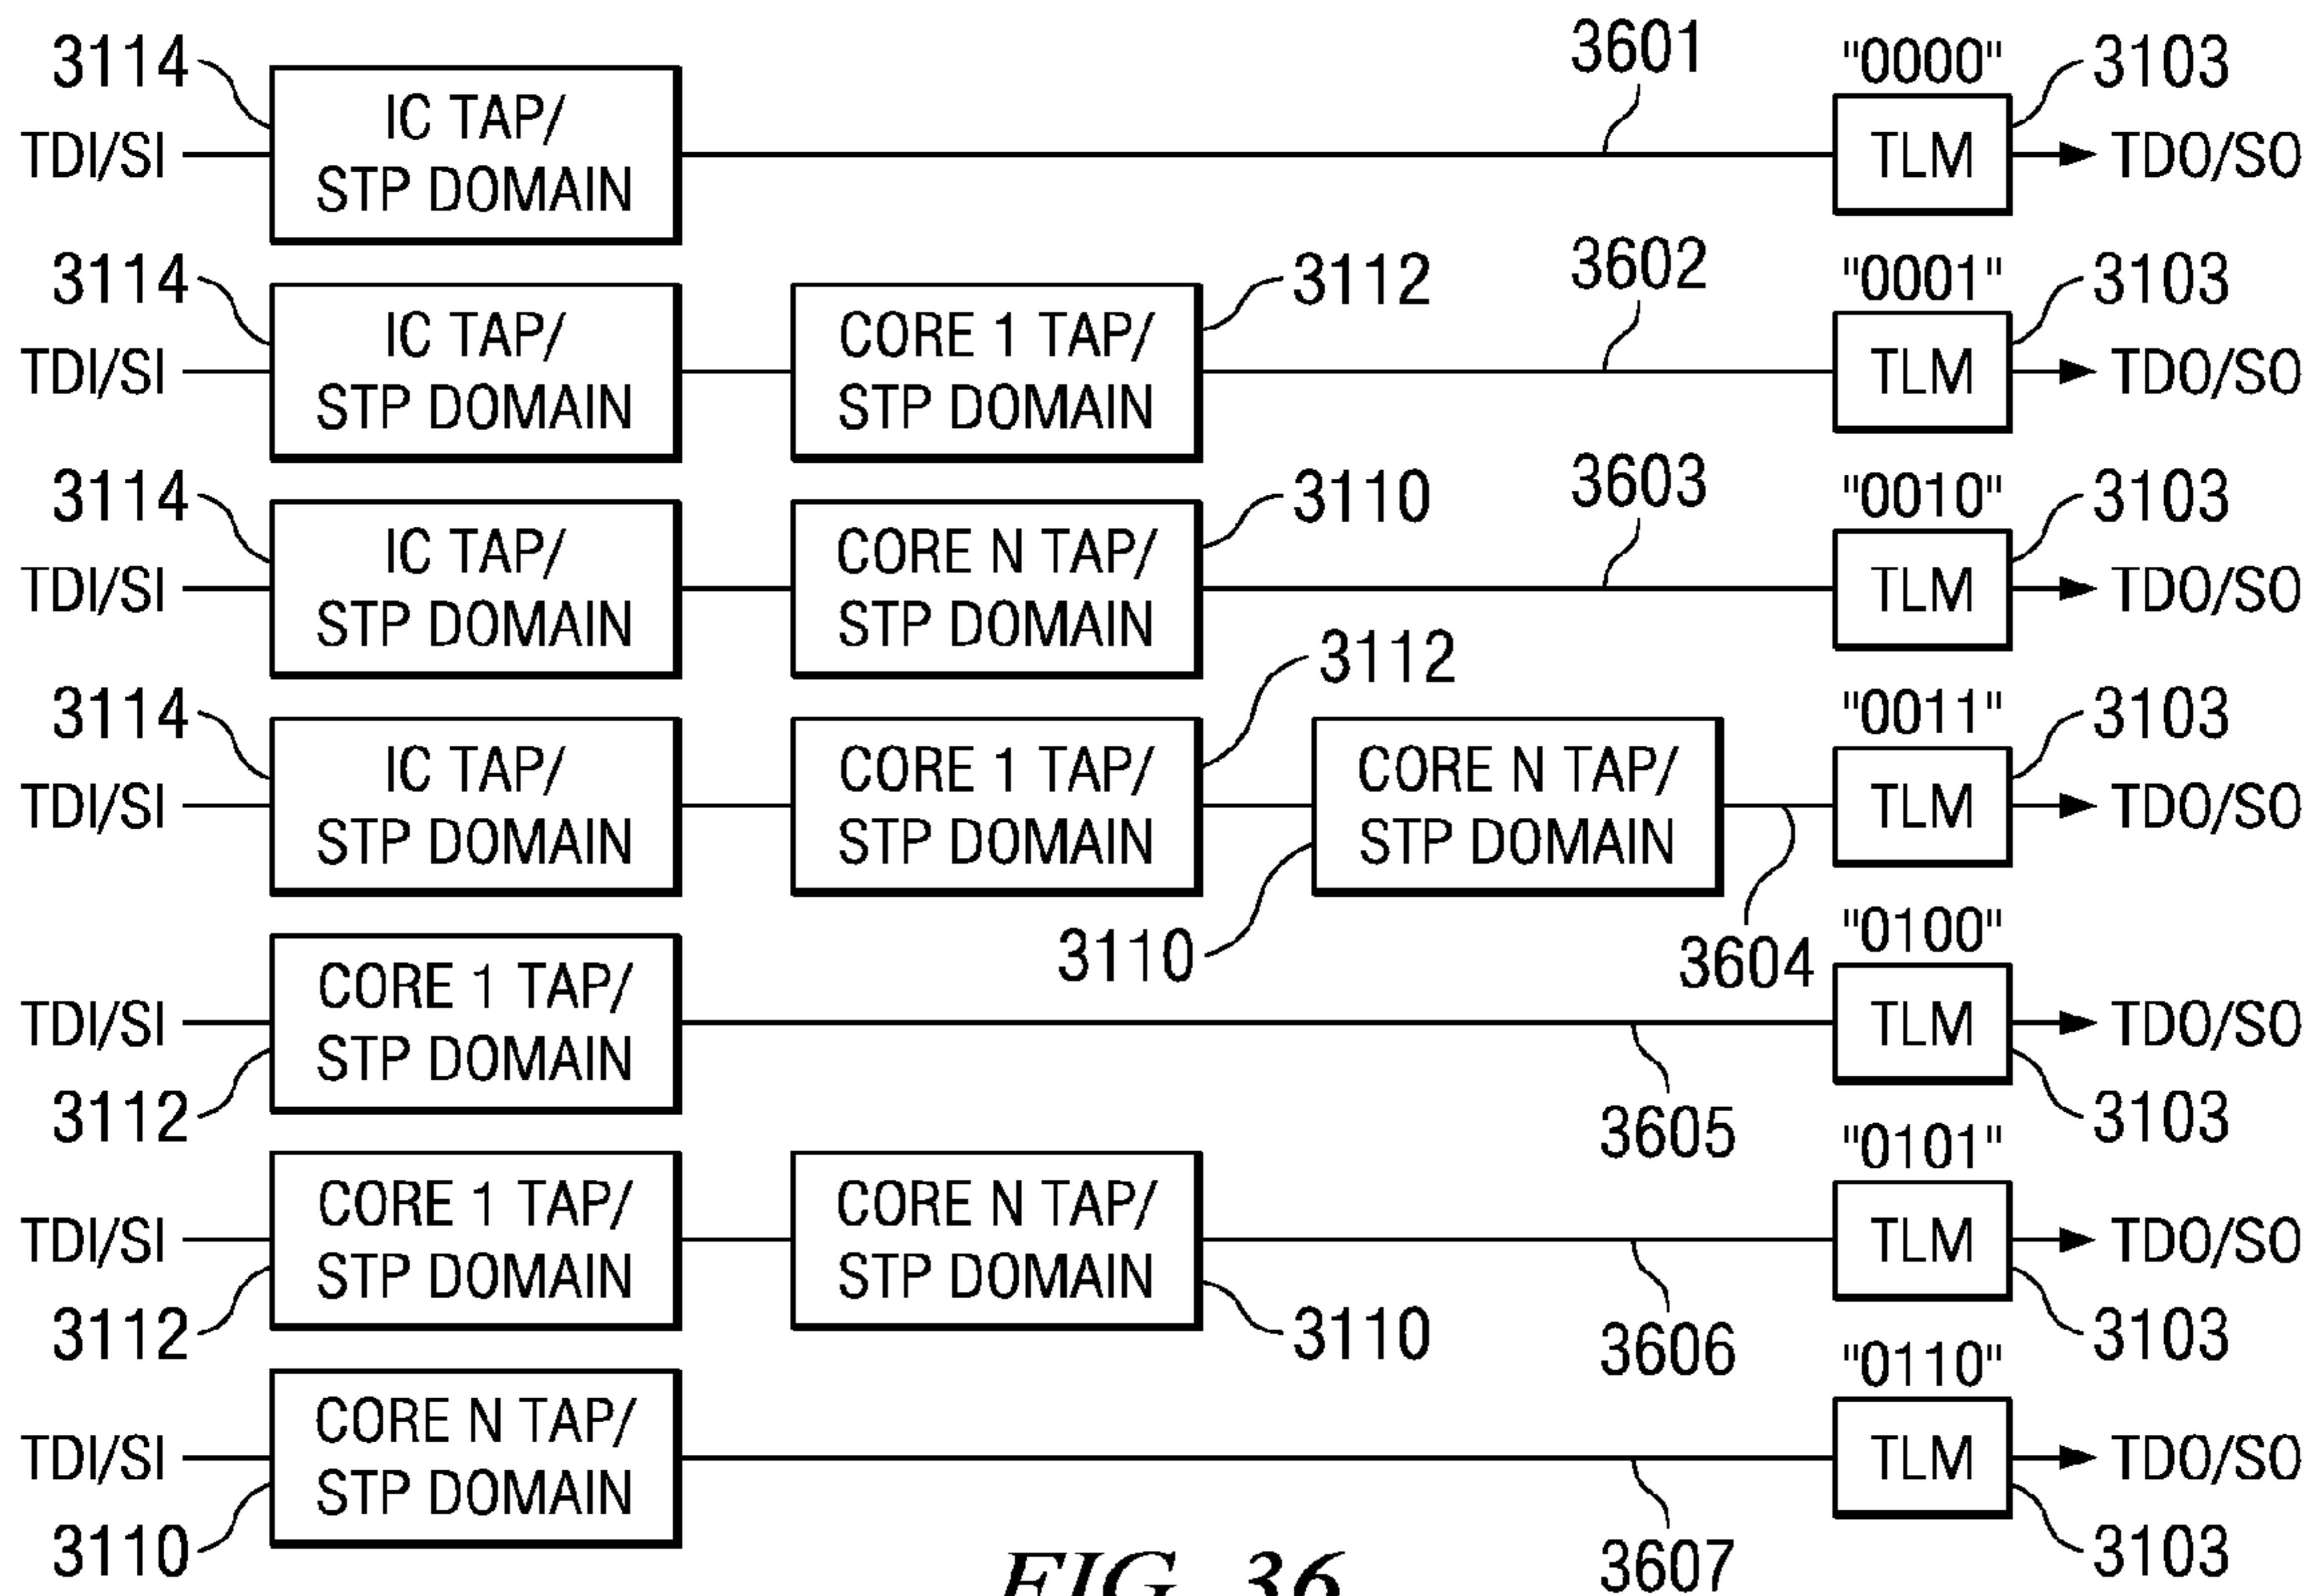 3601
"0000"
3114
3103
IC TAP/
STP DOMAIN
TDI/SI
TLM
TDO/SO
3602
"0001"
3114
3112
3103
IC TAP/
STP DOMAIN
CORE 1 TAP/
STP DOMAIN
TDI/SI
TLM
TDO/SO
3603
"0010"
3114
3110
3103
IC TAP/
STP DOMAIN
CORE N TAP/
STP DOMAIN
TDI/SI
TLM
TDO/SO
3112
"0011"
3114
3103
IC TAP/
STP DOMAIN
CORE 1 TAP/
STP DOMAIN
CORE N TAP/
STP DOMAIN
TDI/SI
TLM
TDO/SO
3110
3604
"0100"
CORE 1 TAP/
STP DOMAIN
TDI/SI
TLM
TDO/SO
3112
3605
3103
"0101"
CORE 1 TAP/
STP DOMAIN
CORE N TAP/
STP DOMAIN
TDI/SI
TLM
TDO/SO
3112
3110
3606
3103
"0110"
CORE N TAP/
STP DOMAIN
TDI/SI
TLM
TDO/SO
3110
3607
3103
FIG. 36